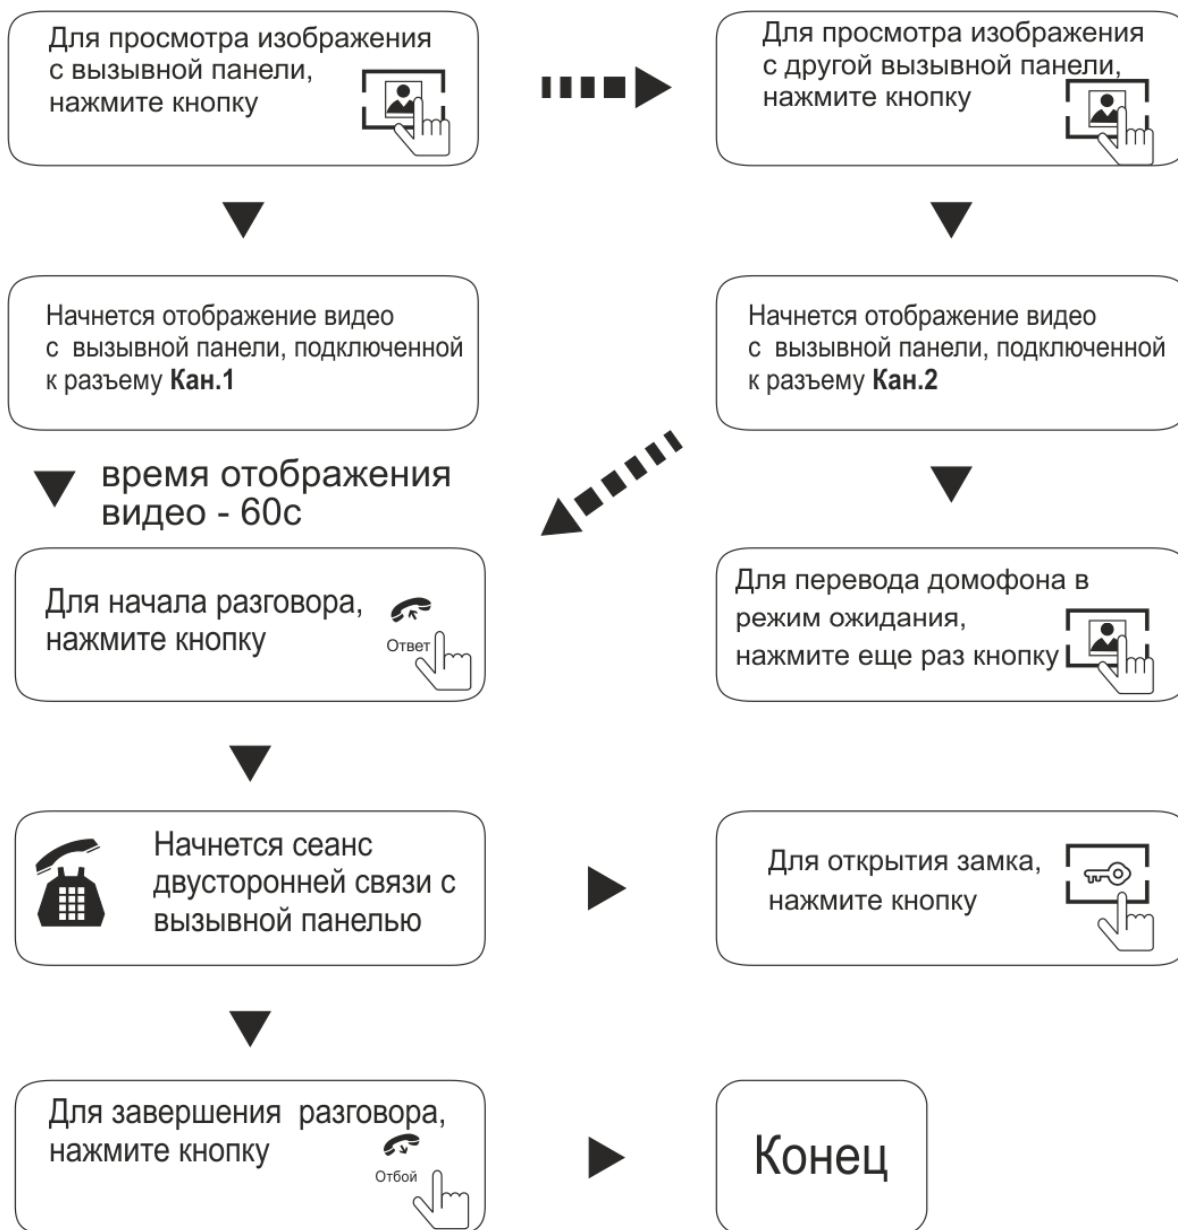 Для просмотра изображения
с вызывной панели,
нажмите кнопку
Для просмотра изображения
с другой вызывной панели,
нажмите кнопку
Начнется отображение видео
с вызывной панели, подключенной
к разъему Кан.1
Начнется отображение видео
с вызывной панели, подключенной
к разъему Кан.2
время отображения
видео - 60с
Для начала разговора,
нажмите кнопку
Ответ
Для перевода домофона в
режим ожидания,
нажмите еще раз кнопку
Начнется сеанс
двусторонней связи с
вызывной панелью
Для открытия замка,
нажмите кнопку
Для завершения разговора,
нажмите кнопку
Отбой
Конец